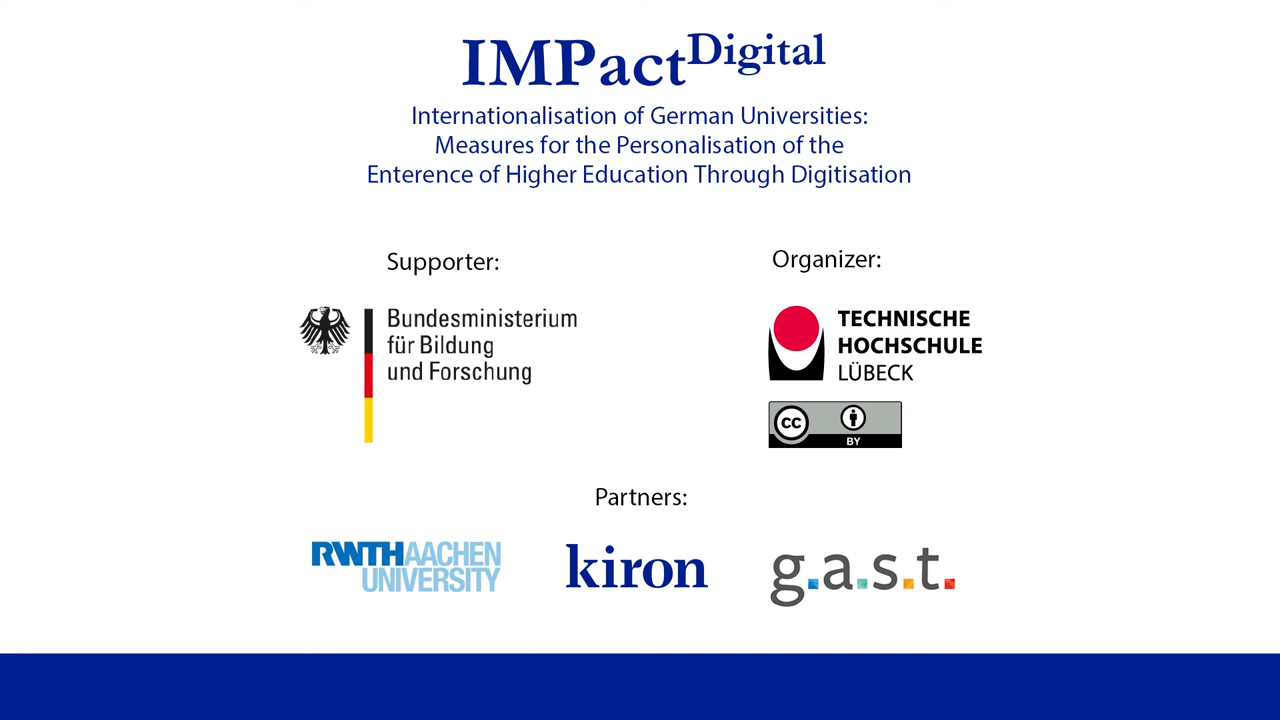 IMPactDigital
Internationalisation of German Universities:
Measures for the Personalisation of the
Enterence of Higher Education Through Digitisation
Supporter:
Organizer:
Bundesministerium
für Bildung
und Forschung
TECHNISCHE
HOCHSCHULE
LÜBECK
CC
BY
Partners:
RWTHAACHEN
UNIVERSITY
kiron
g.a.s.t.